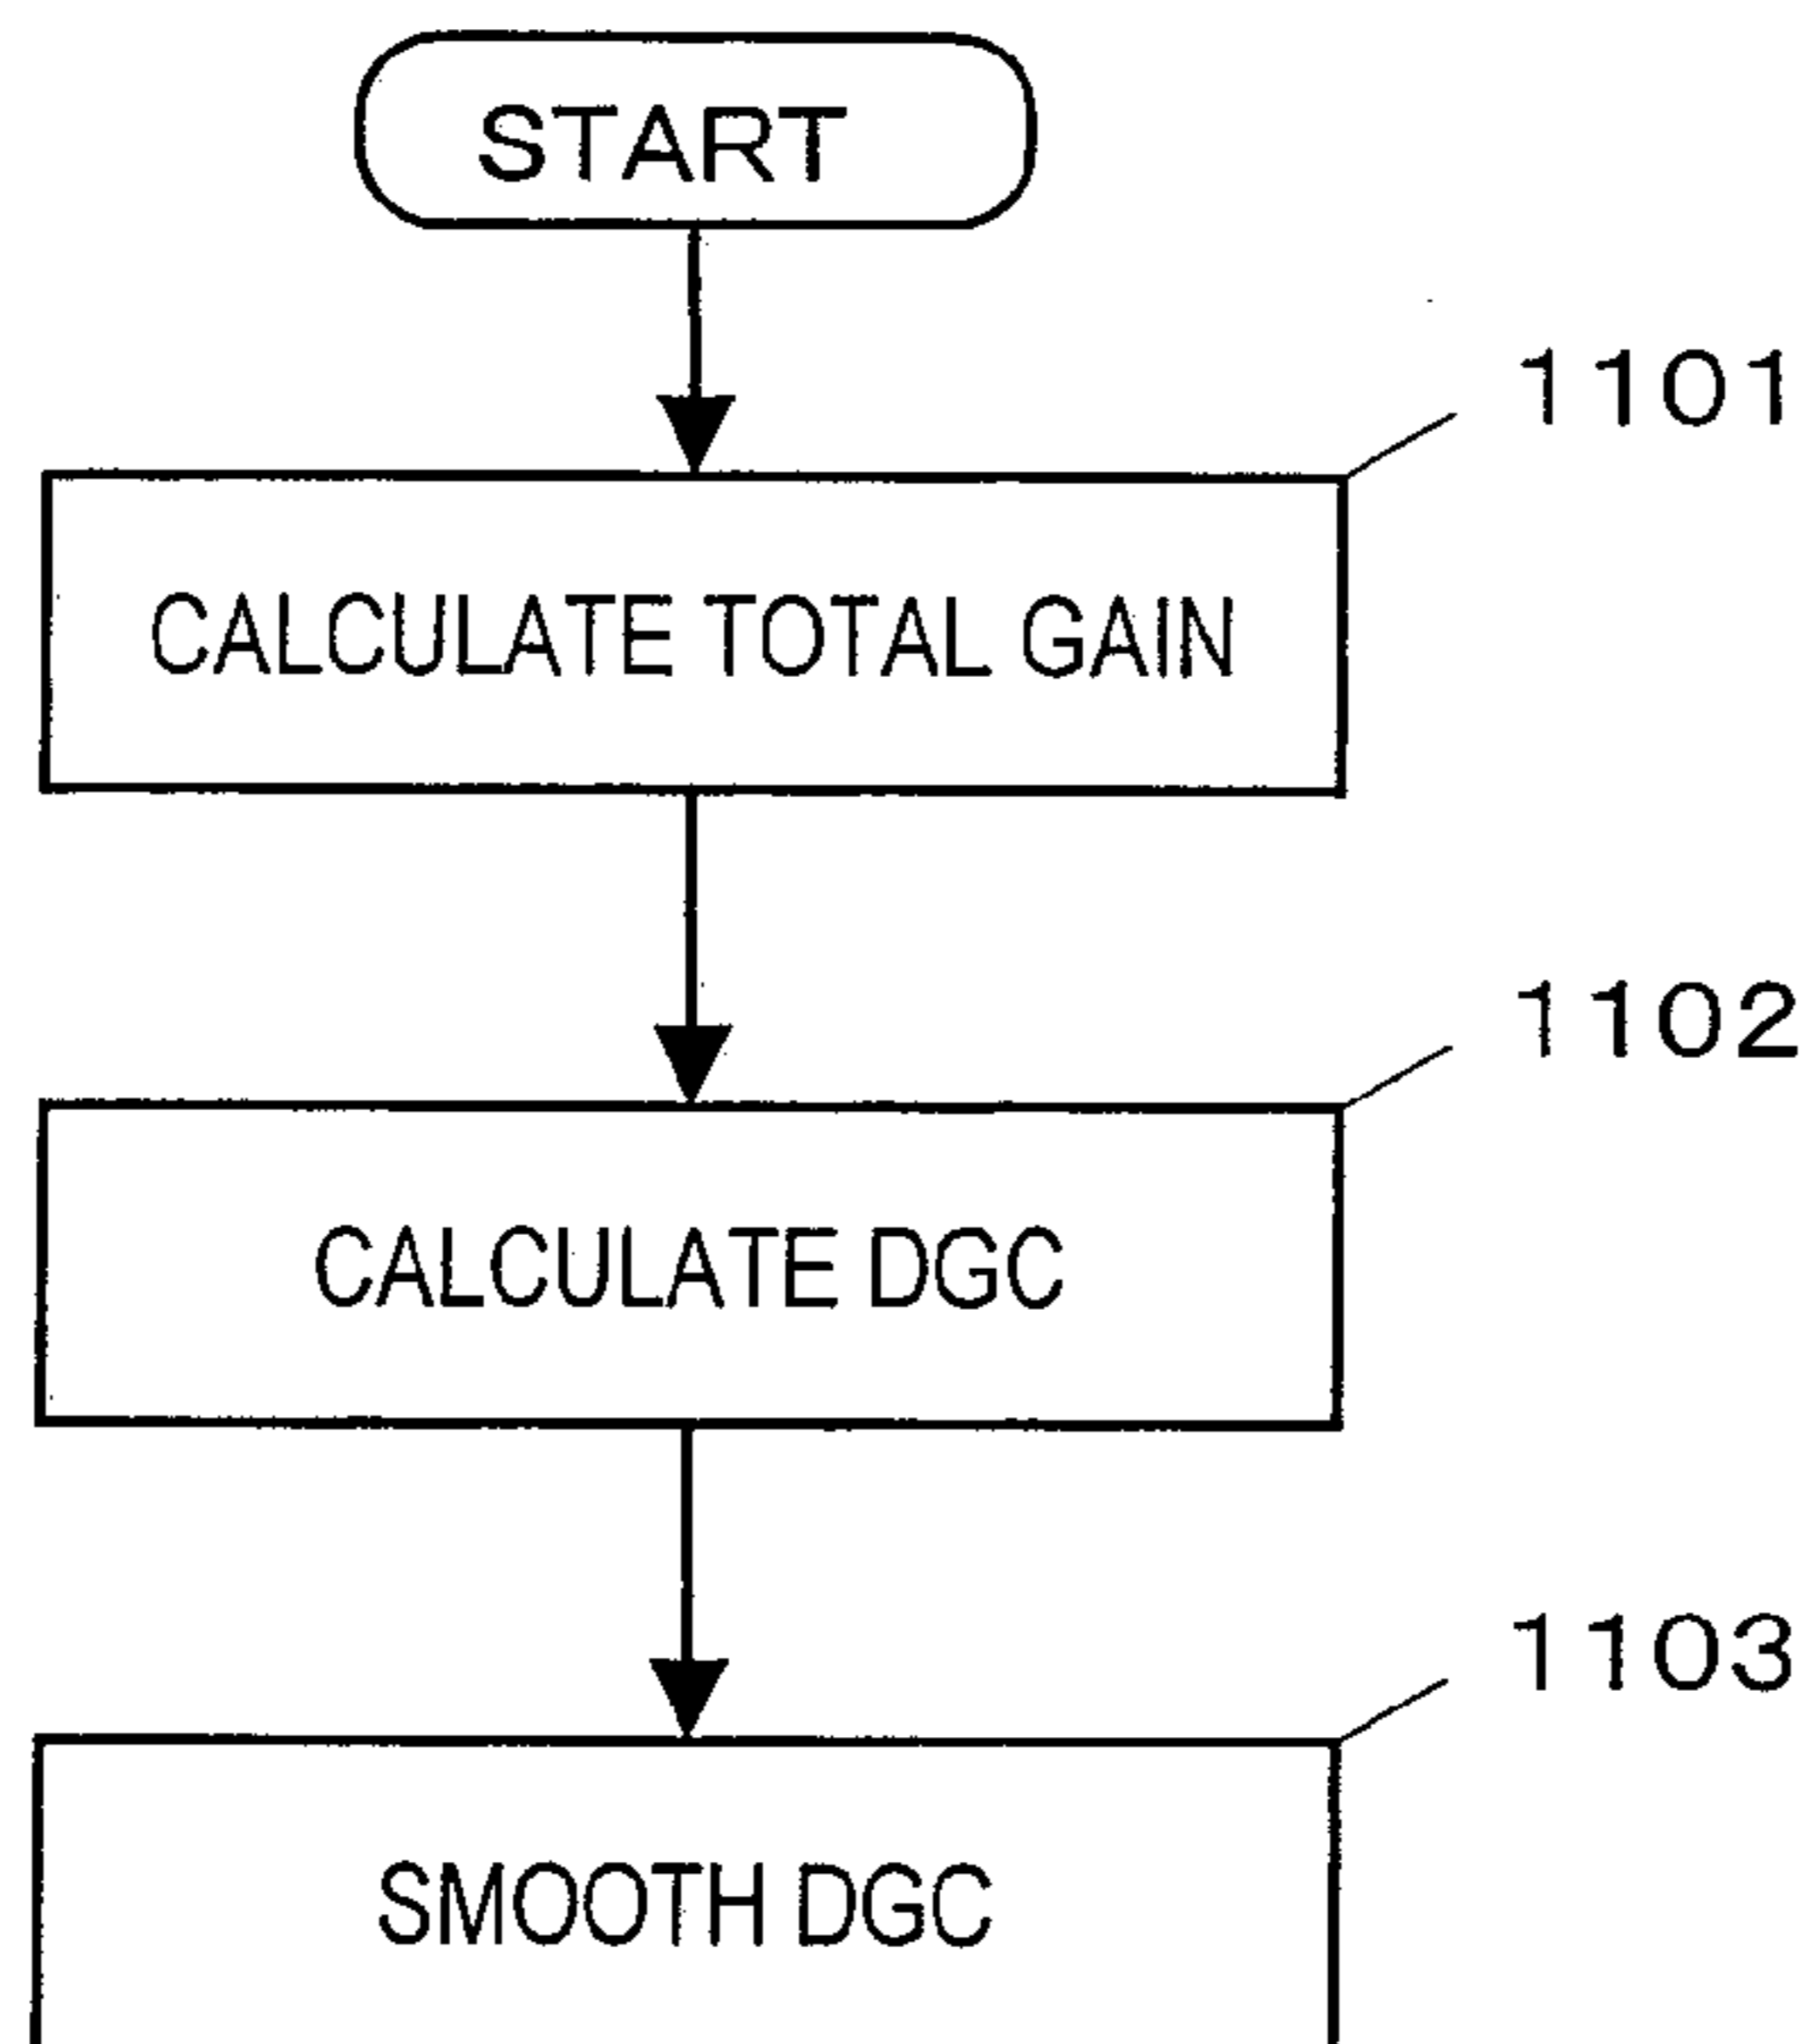 START
1101
CALCULATE TOTAL GAIN
1102
CALCULATE DGC
1103
SMOOTH DGC